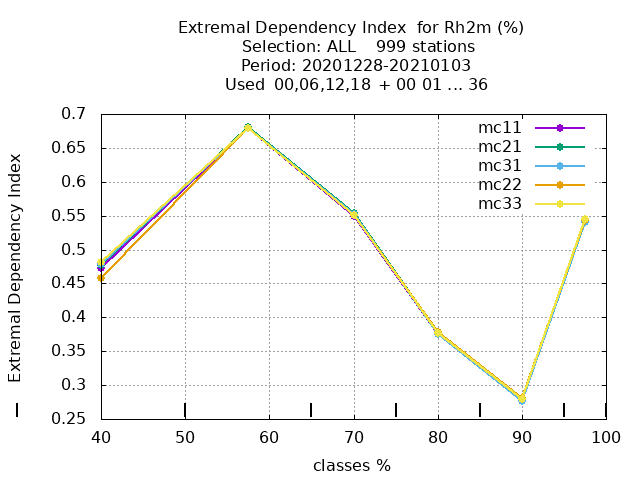 Extremal Dependency Index  for Rh2m (%)
Selection: ALL    999 stations
Period: 20201228-20210103
Used  00,06,12,18  + 00 01 ... 36
Extremal Dependency Index
0.7
0.65
0.6
0.55
0.5
0.45
0.4
0.35
0.3
0.25
mc11
mc21
mc31
mc22
mc33
40 50 60 70 80 90 100
classes %